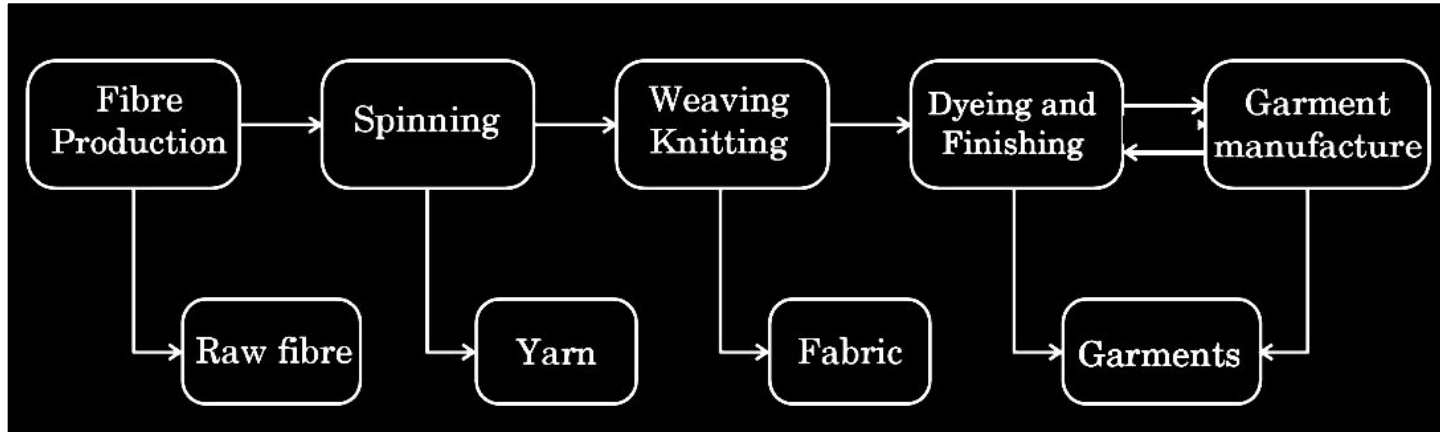 Fibre
Production
Spinning
Weaving
Knitting
Dyeing and
Finishing
Garment
manufacture
Raw fibre
Yarn
Fabric
Garments